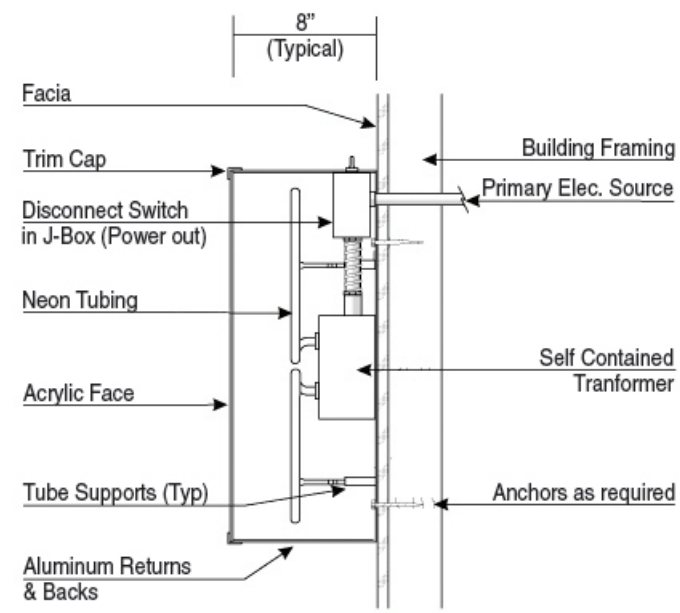 8”
(Typical)
Facia
Building Framing
Trim Cap
Primary Elec. Source
Disconnect Switch
in J-Box (Power out)
Neon Tubing
Self Contained
Tranformer
Acrylic Face
Tube Supports (Typ)
Anchors as required
Aluminum Returns
& Backs